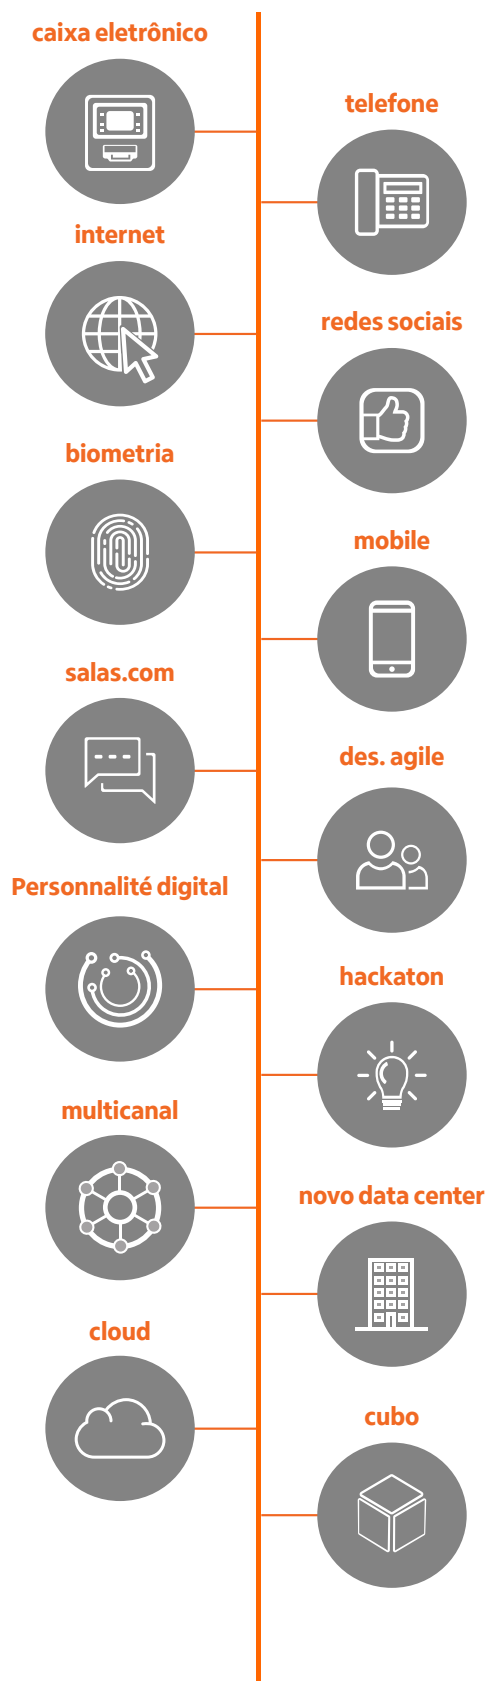 caixa eletrônico
telefone
internet
redes sociais
biometria
mobile
salas.com
des. agile
Personnalité digital
hackaton
multicanal
novo data center
cloud
cubo